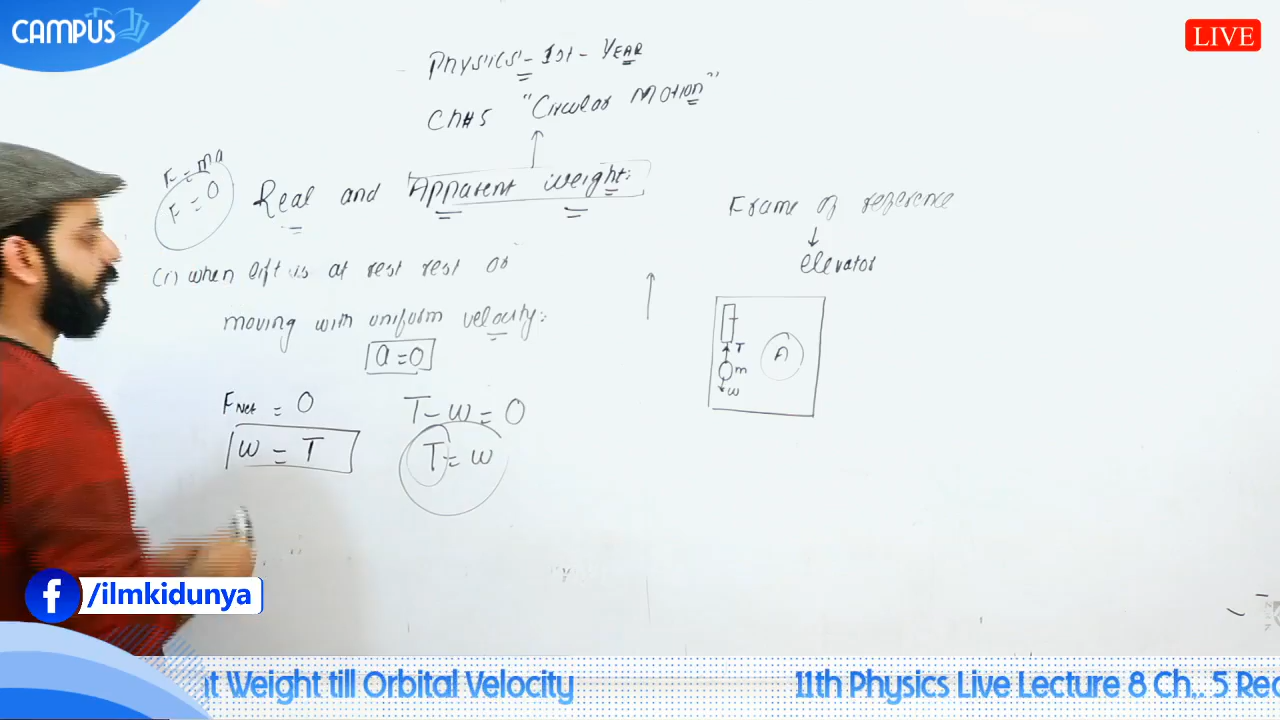 CAMPUS
LIVE
Physics - 1st - YEAR
Ch# 5 "Circular Motion"
F = ma
F = 0
Real and Apparent weight:
(i) when lift is at rest rest or
moving with uniform velocity:
a = 0
FNet = 0
W = T
T - W = 0
T = W
Frame of reference
elevator
T
m
W
A
/ilmkidunya
t Weight till Orbital Velocity
11th Physics Live Lecture 8 Ch,. 5 Rea